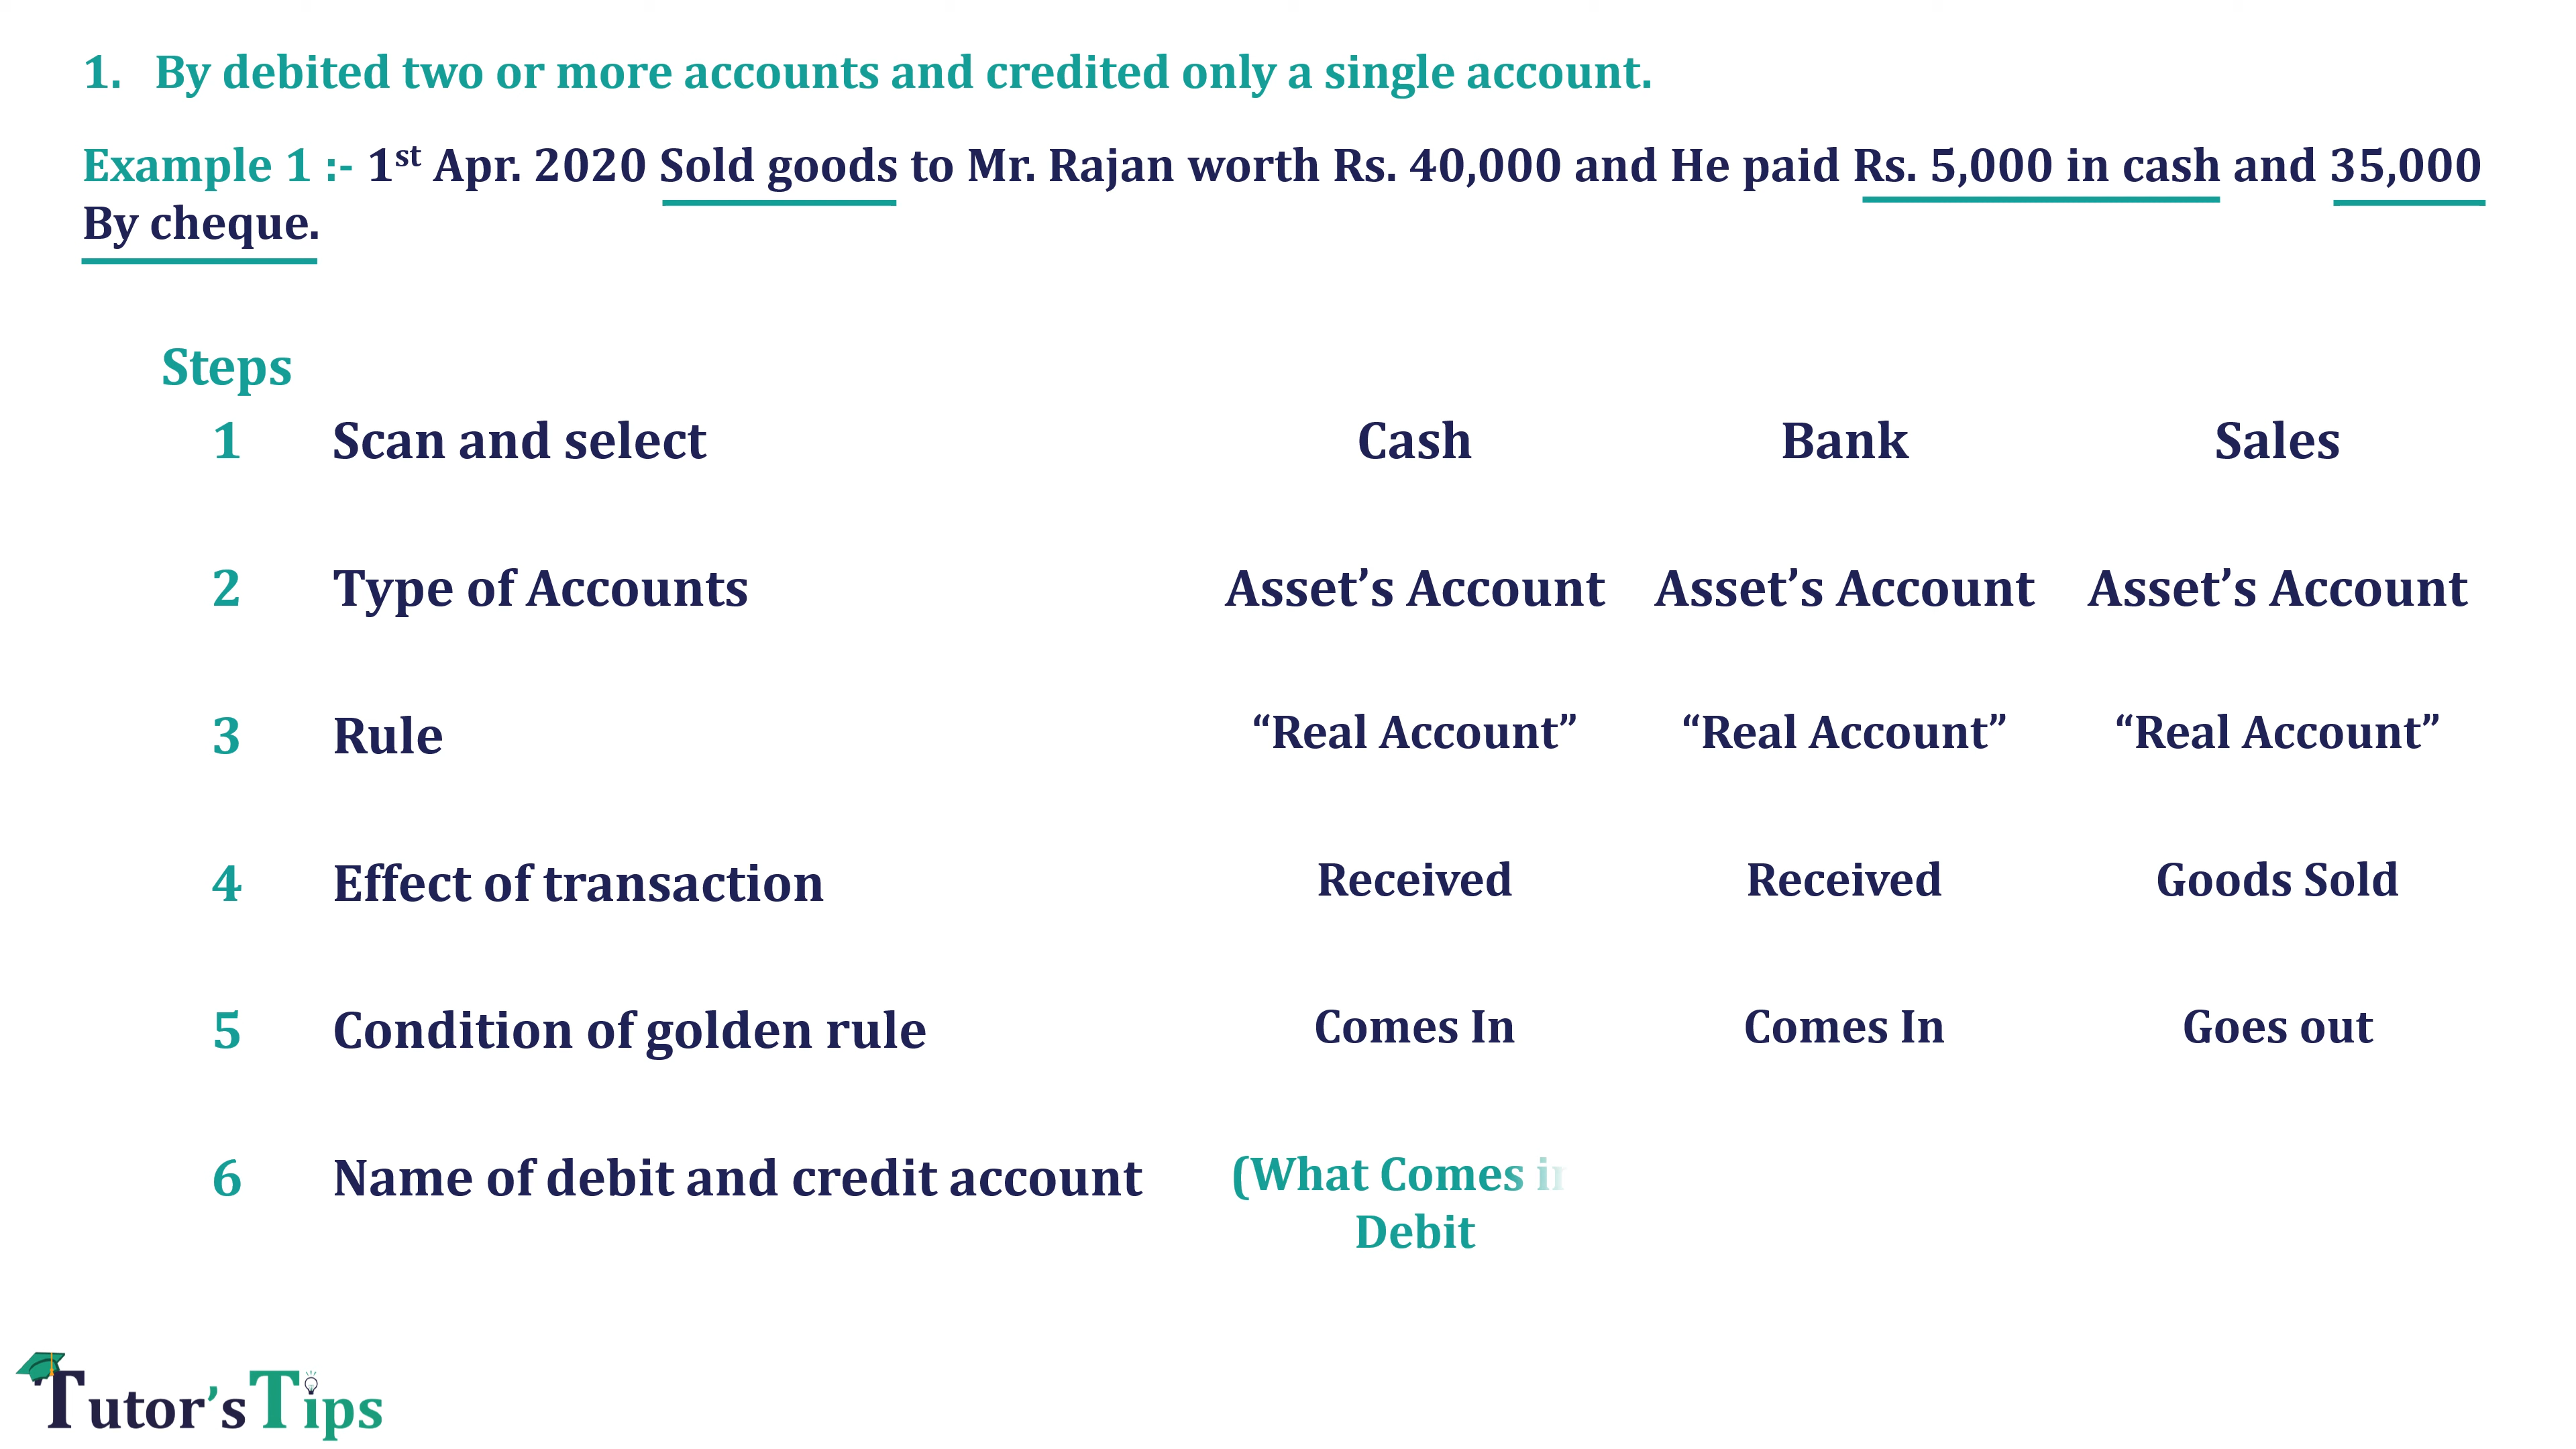 1. By debited two or more accounts and credited only a single account.
Example 1 :- 1st Apr. 2020 Sold goods to Mr. Rajan worth Rs. 40,000 and He paid Rs. 5,000 in cash and 35,000
By cheque.
Steps
1 Scan and select Cash Bank Sales
2 Type of Accounts Asset’s Account Asset’s Account Asset’s Account
3 Rule “Real Account” “Real Account” “Real Account”
4 Effect of transaction Received Received Goods Sold
5 Condition of golden rule Comes In Comes In Goes out
6 Name of debit and credit account (What Comes in
Debit
Tutor’sTips